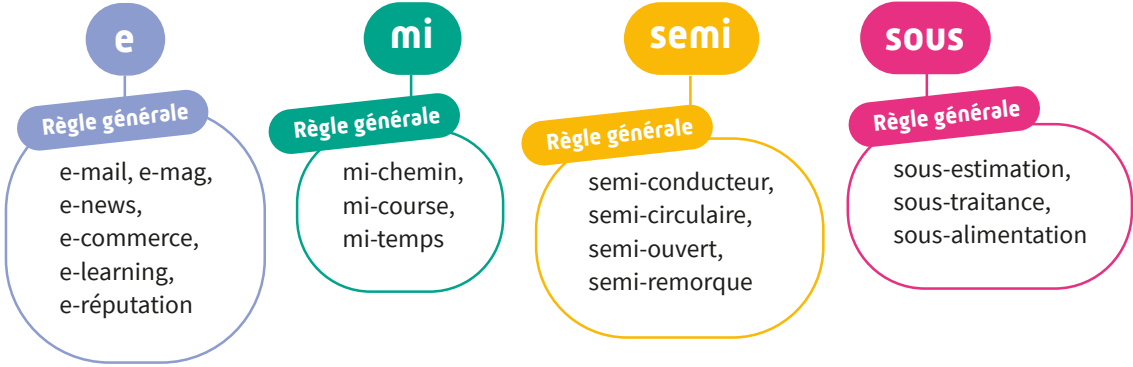 e
Règle générale
e-mail, e-mag,
e-news,
e-commerce,
e-learning,
e-réputation
mi
Règle générale
mi-chemin,
mi-course,
mi-temps
semi
Règle générale
semi-conducteur,
semi-circulaire,
semi-ouvert,
semi-remorque
sous
Règle générale
sous-estimation,
sous-traitance,
sous-alimentation